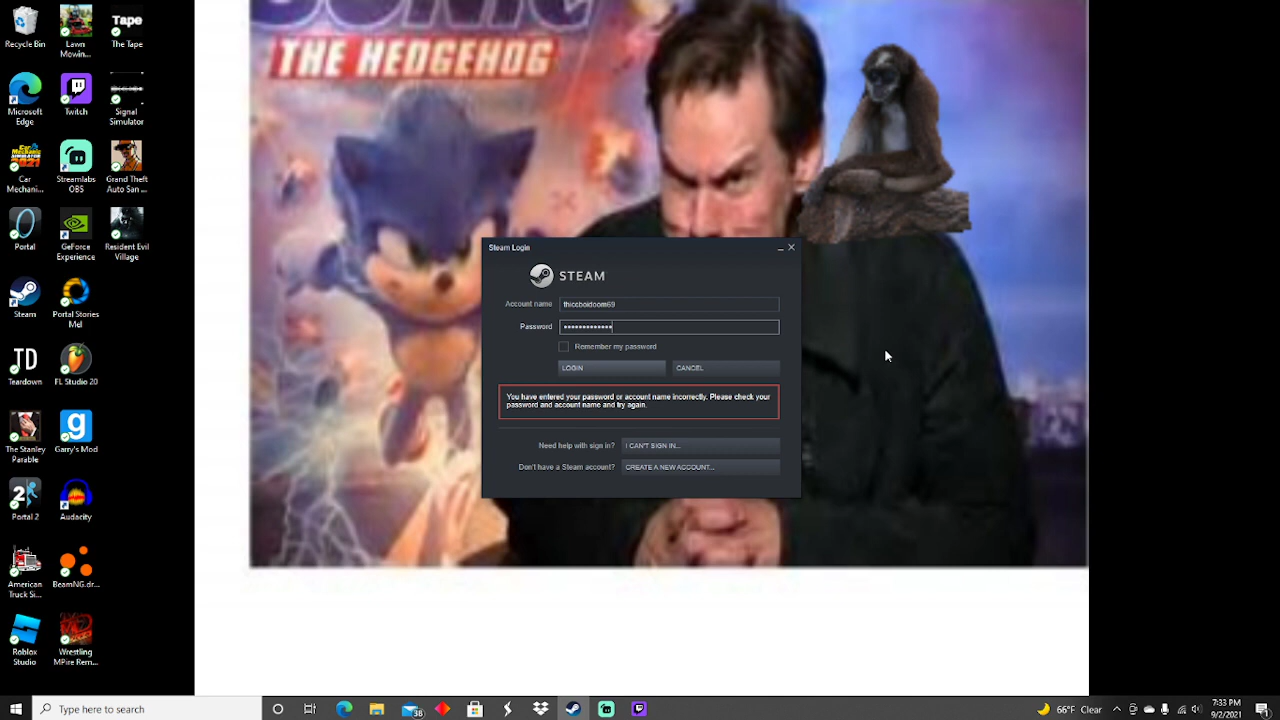 SONIC
THE HEDGEHOG
Recycle Bin
Lawn
Mowin...
Tape
The Tape
Microsoft
Edge
Twitch
Signal
Simulator
Car
Mechani...
Streamlabs
OBS
Grand Theft
Auto San ...
Portal
GeForce
Experience
Resident Evil
Village
Steam
Portal Stories
Mel
TD
Teardown
FL Studio 20
The Stanley
Parable
g
Garry's Mod
2
Portal 2
Audacity
American
Truck Si...
BeamNG.dr...
Roblox
Studio
Wrestling
MPire Rem...
Steam Login
STEAM
Account name thiccboidoom69
Password •••••••••••••
Remember my password
LOGIN CANCEL
You have entered your password or account name incorrectly. Please check your
password and account name and try again.
Need help with sign in? I CAN'T SIGN IN...
Don't have a Steam account? CREATE A NEW ACCOUNT...
Type here to search
38
66°F Clear
7:33 PM
9/2/2021